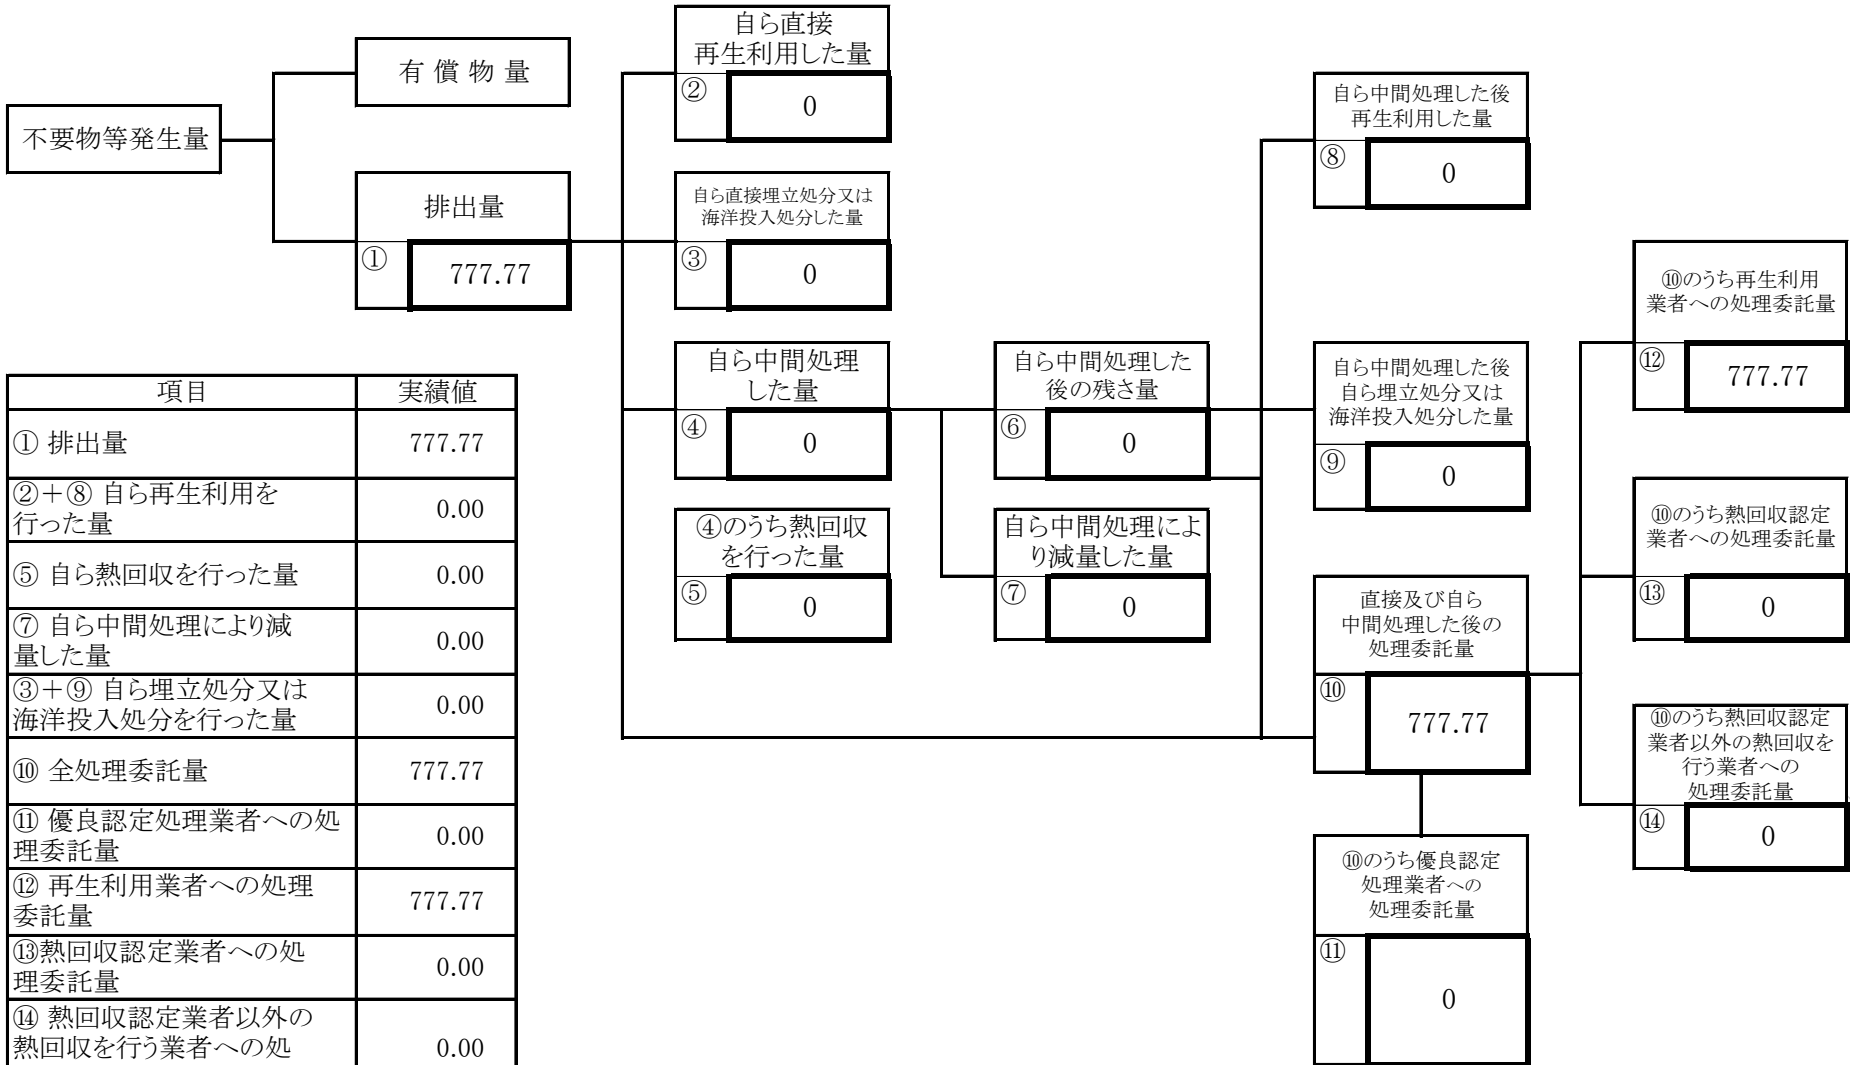 不要物等発生量
有 償 物 量
排出量
①
777.77
自ら直接
再生利用した量
②
0
自ら直接埋立処分又は
海洋投入処分した量
③
0
自ら中間処理
した量
④
0
④のうち熱回収
を行った量
⑤
0
自ら中間処理した
後の残さ量
⑥
0
自ら中間処理によ
り減量した量
⑦
0
自ら中間処理した後
再生利用した量
⑧
0
自ら中間処理した後
自ら埋立処分又は
海洋投入処分した量
⑨
0
直接及び自ら
中間処理した後の
処理委託量
⑩
777.77
⑩のうち優良認定
処理業者への
処理委託量
⑪
0
⑩のうち再生利用
業者への処理委託量
⑫
777.77
⑩のうち熱回収認定
業者への処理委託量
⑬
0
⑩のうち熱回収認定
業者以外の熱回収を
行う業者への
処理委託量
⑭
0
項目 実績値
① 排出量 777.77
②＋⑧ 自ら再生利用を
行った量 0.00
⑤ 自ら熱回収を行った量 0.00
⑦ 自ら中間処理により減
量した量 0.00
③＋⑨ 自ら埋立処分又は
海洋投入処分を行った量 0.00
⑩ 全処理委託量 777.77
⑪ 優良認定処理業者への処
理委託量 0.00
⑫ 再生利用業者への処理
委託量 777.77
⑬熱回収認定業者への処
理委託量 0.00
⑭ 熱回収認定業者以外の
熱回収を行う業者への処 0.00